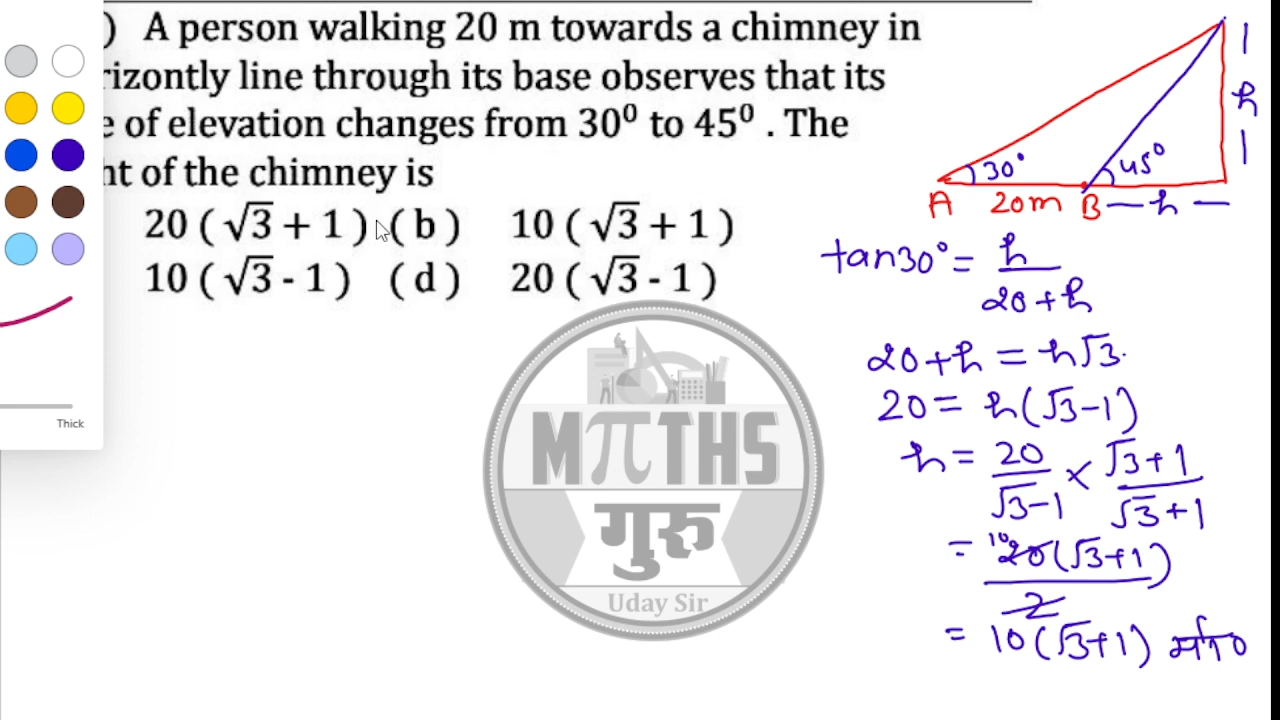 ) A person walking 20 m towards a chimney in
rizontly line through its base observes that its
e of elevation changes from 30⁰ to 45⁰ . The
ht of the chimney is
20 ( √3 + 1 ) ( b ) 10 ( √3 + 1 )
10 ( √3 - 1 ) ( d ) 20 ( √3 - 1 )
Thick
MπTHS
गुरु
Uday Sir
h
30° 45°
A 20m B — h —
tan30° = h / 20+h
20+h = h√3.
20 = h(√3-1)
h = 20 / √3-1 × √3+1 / √3+1
= 10 20(√3+1) / 2
= 10(√3+1) मी०